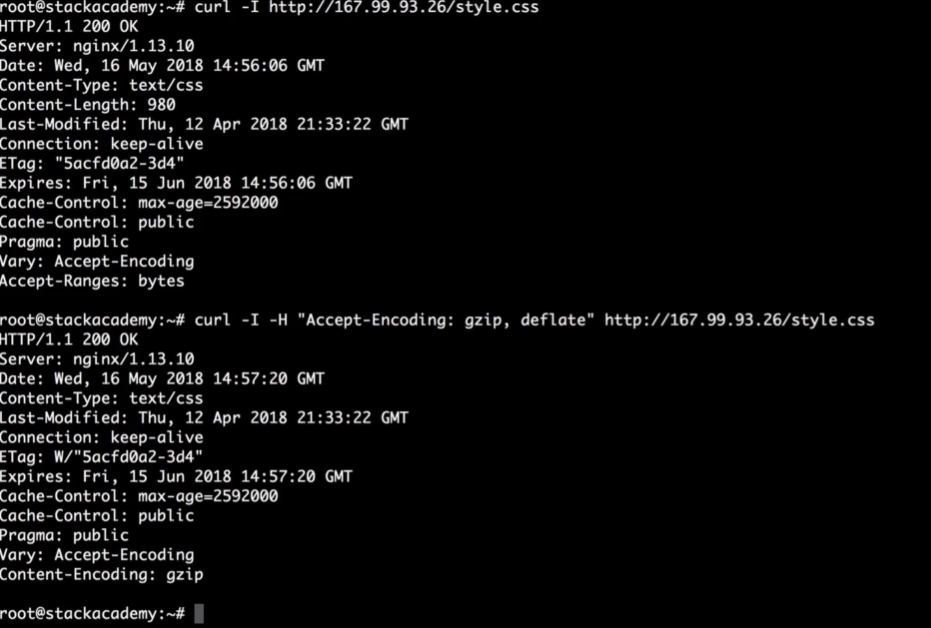 root@stackacademy:~# curl -I http://167.99.93.26/style.css
HTTP/1.1 200 OK
Server: nginx/1.13.10
Date: Wed, 16 May 2018 14:56:06 GMT
Content-Type: text/css
Content-Length: 980
Last-Modified: Thu, 12 Apr 2018 21:33:22 GMT
Connection: keep-alive
ETag: "5acfd0a2-3d4"
Expires: Fri, 15 Jun 2018 14:56:06 GMT
Cache-Control: max-age=2592000
Cache-Control: public
Pragma: public
Vary: Accept-Encoding
Accept-Ranges: bytes
root@stackacademy:~# curl -I -H "Accept-Encoding: gzip, deflate" http://167.99.93.26/style.css
HTTP/1.1 200 OK
Server: nginx/1.13.10
Date: Wed, 16 May 2018 14:57:20 GMT
Content-Type: text/css
Last-Modified: Thu, 12 Apr 2018 21:33:22 GMT
Connection: keep-alive
ETag: W/"5acfd0a2-3d4"
Expires: Fri, 15 Jun 2018 14:57:20 GMT
Cache-Control: max-age=2592000
Cache-Control: public
Pragma: public
Vary: Accept-Encoding
Content-Encoding: gzip
root@stackacademy:~#